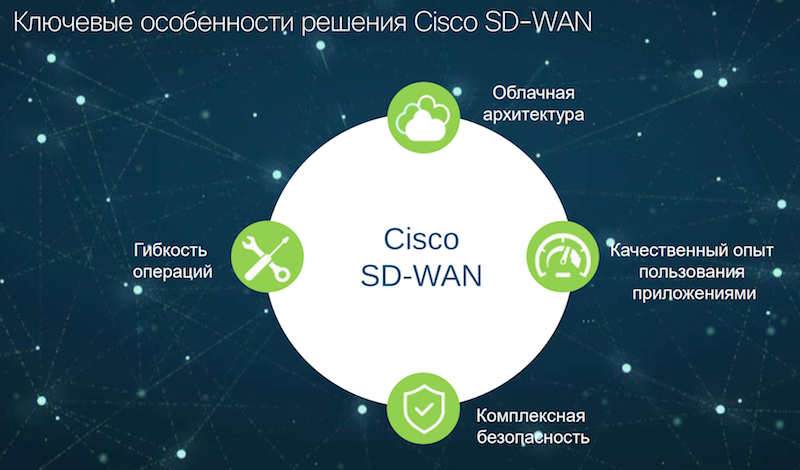 Ключевые особенности решения Cisco SD-WAN
Облачная
архитектура
Гибкость
операций
Cisco
SD-WAN
Качественный опыт
пользования
приложениями
Комплексная
безопасность